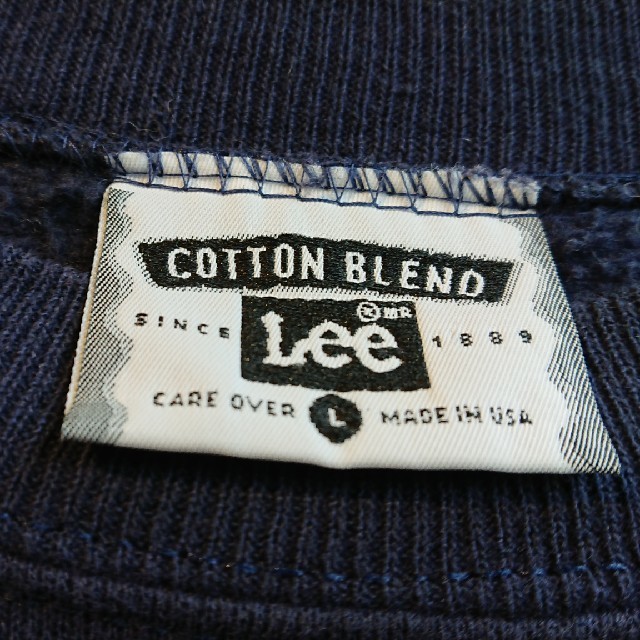 COTTON BLEND
Lee ® MR
SINCE 1889
CARE OVER L MADE IN USA